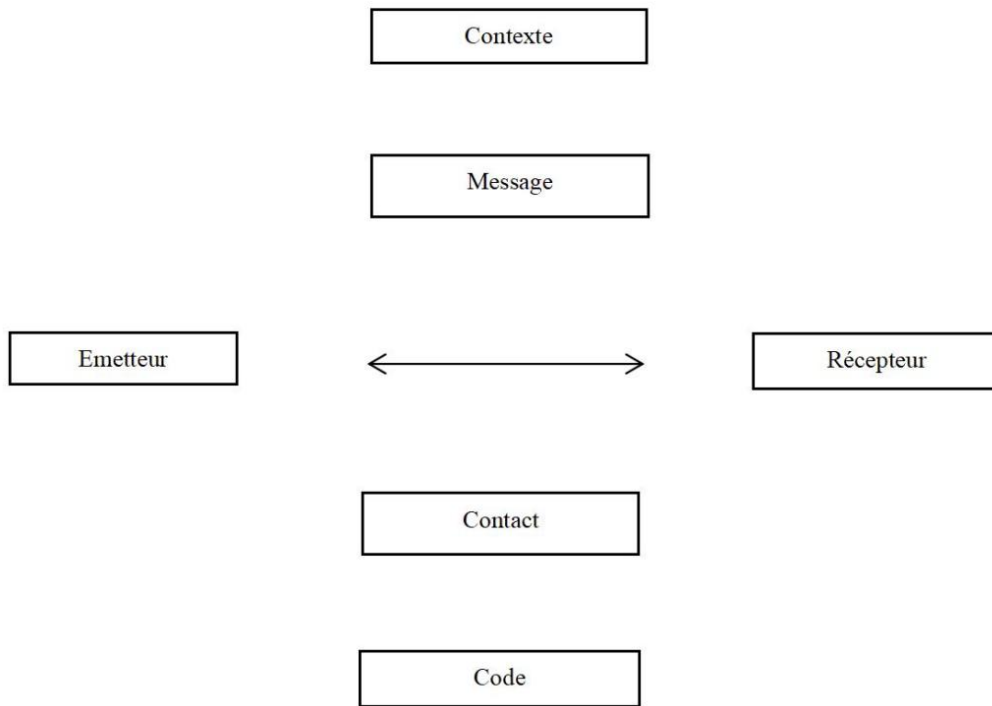 Contexte
Message
Emetteur
Récepteur
Contact
Code